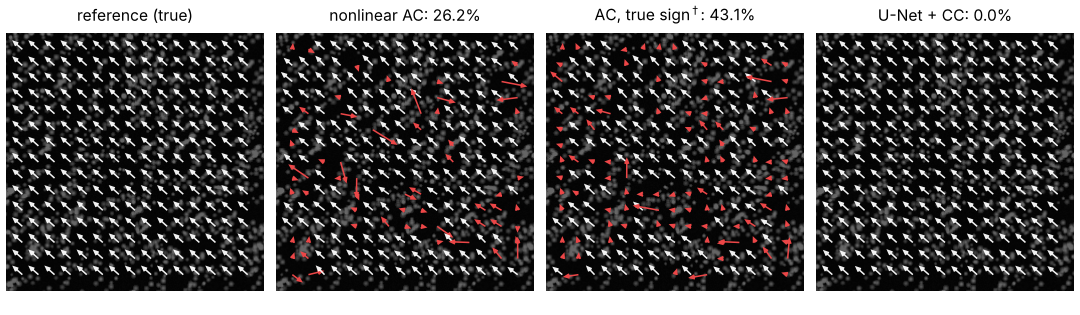 reference (true)
nonlinear AC: 26.2%
AC, true sign†: 43.1%
U-Net + CC: 0.0%